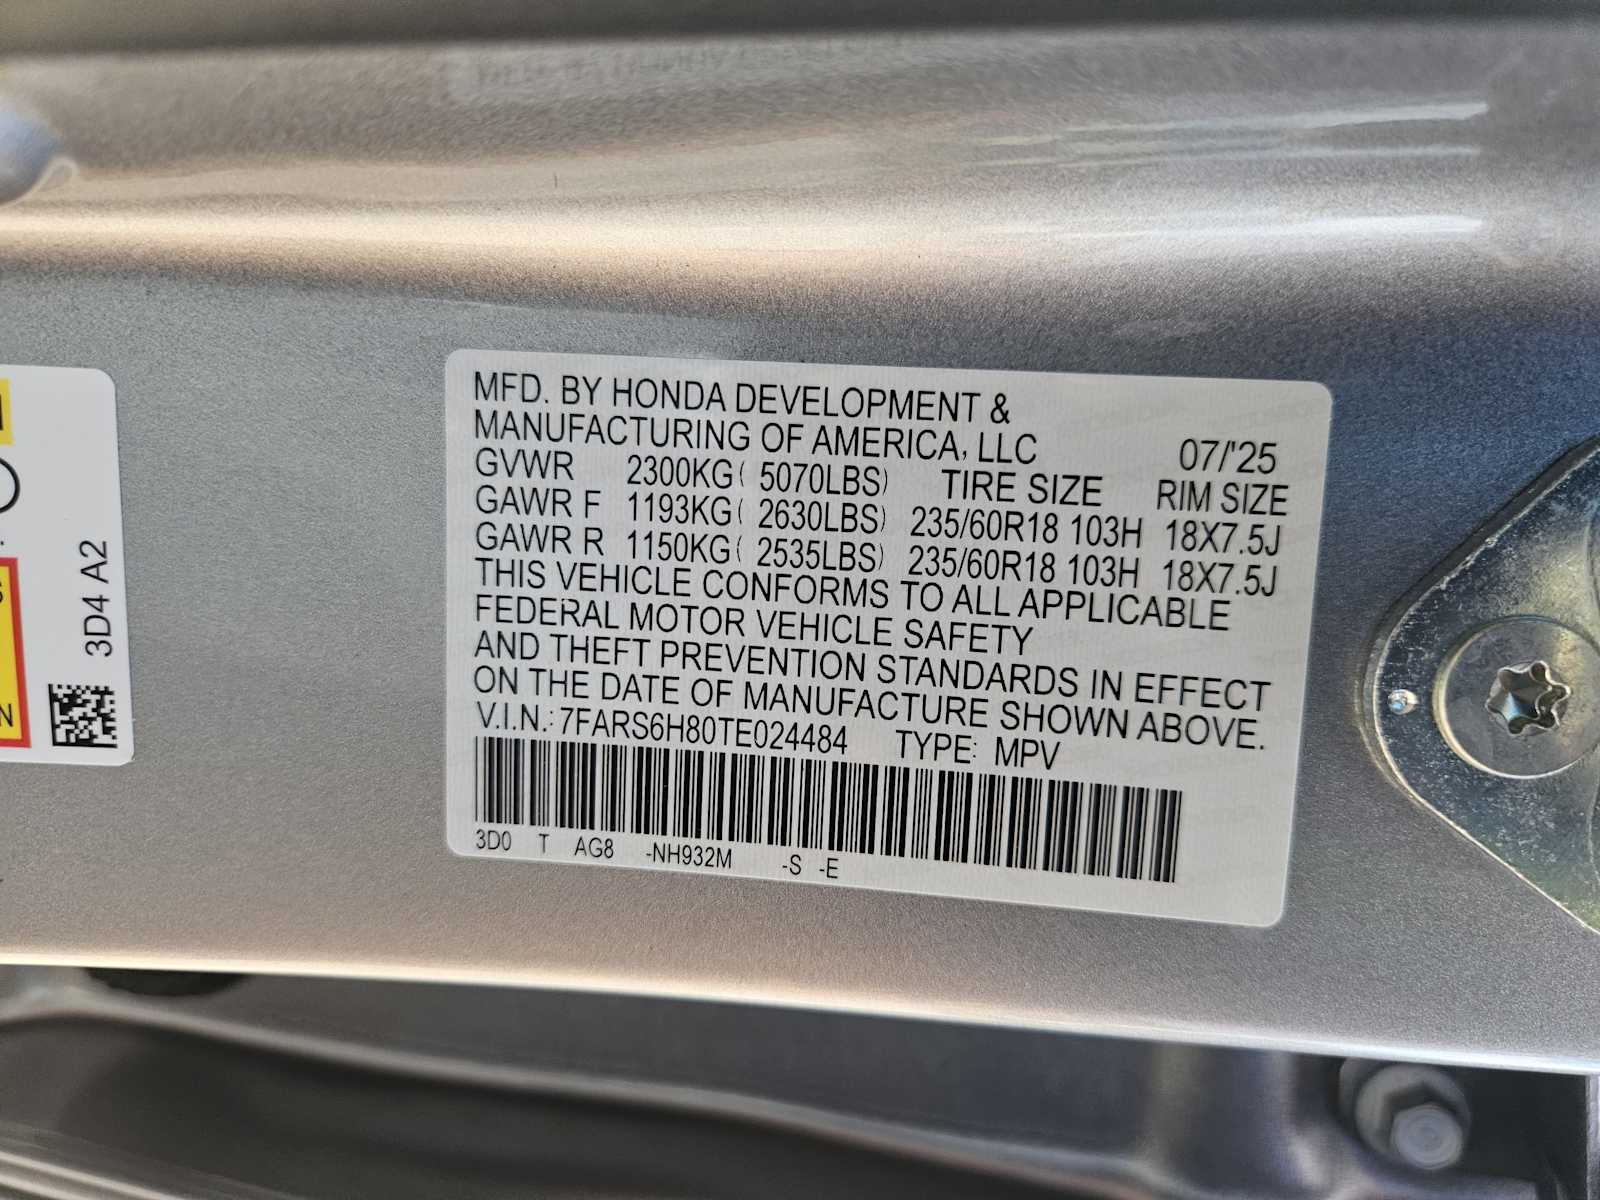 MFD. BY HONDA DEVELOPMENT &
MANUFACTURING OF AMERICA, LLC 07/'25
GVWR 2300KG( 5070LBS) TIRE SIZE RIM SIZE
GAWR F 1193KG( 2630LBS) 235/60R18 103H 18X7.5J
GAWR R 1150KG( 2535LBS) 235/60R18 103H 18X7.5J
THIS VEHICLE CONFORMS TO ALL APPLICABLE
FEDERAL MOTOR VEHICLE SAFETY
AND THEFT PREVENTION STANDARDS IN EFFECT
ON THE DATE OF MANUFACTURE SHOWN ABOVE.
V.I.N.: 7FARS6H80TE024484 TYPE: MPV
3D0 T AG8 -NH932M -S -E
3D4 A2